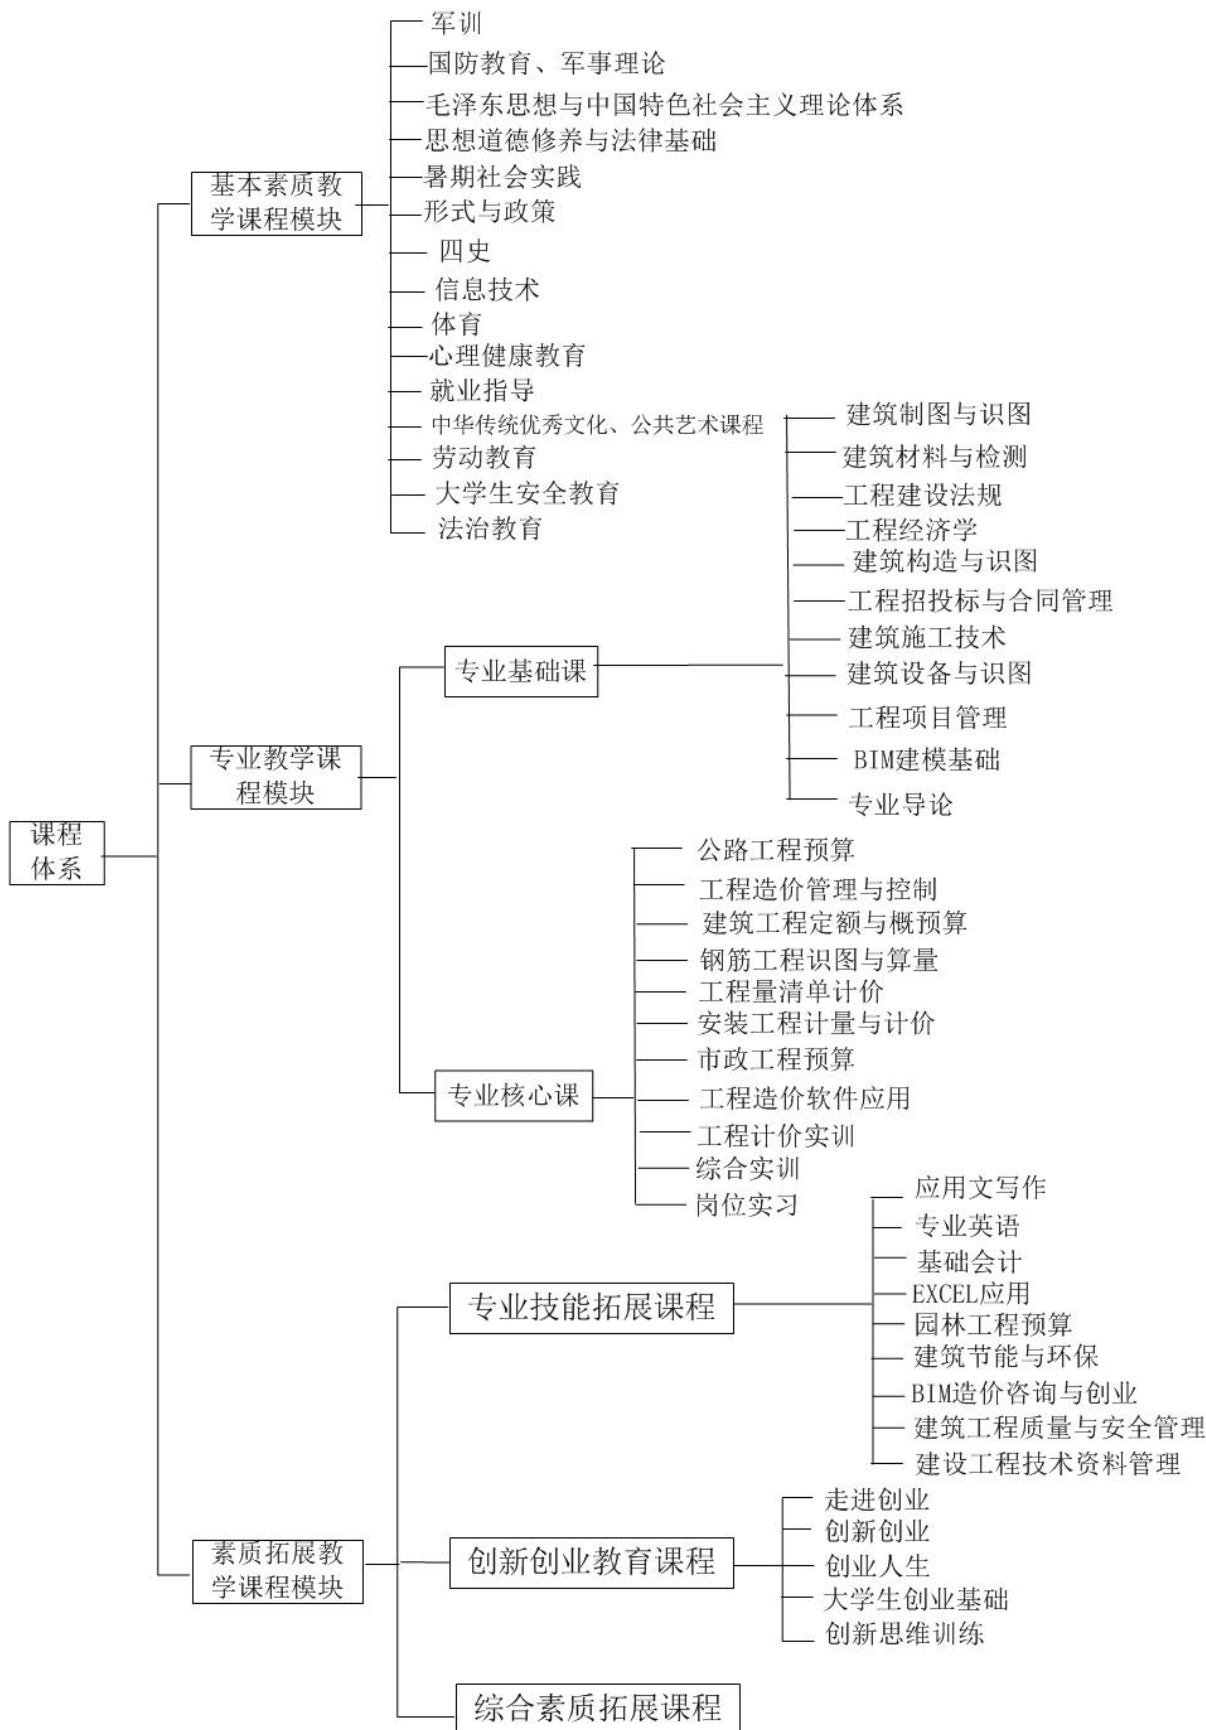 课程
体系
基本素质教
学课程模块
军训
国防教育、军事理论
毛泽东思想与中国特色社会主义理论体系
思想道德修养与法律基础
暑期社会实践
形式与政策
四史
信息技术
体育
心理健康教育
就业指导
中华传统优秀文化、公共艺术课程
劳动教育
大学生安全教育
法治教育
专业教学课
程模块
专业基础课
建筑制图与识图
建筑材料与检测
工程建设法规
工程经济学
建筑构造与识图
工程招投标与合同管理
建筑施工技术
建筑设备与识图
工程项目管理
BIM建模基础
专业导论
专业核心课
公路工程预算
工程造价管理与控制
建筑工程定额与概预算
钢筋工程识图与算量
工程量清单计价
安装工程计量与计价
市政工程预算
工程造价软件应用
工程计价实训
综合实训
岗位实习
素质拓展教
学课程模块
专业技能拓展课程
应用文写作
专业英语
基础会计
EXCEL应用
园林工程预算
建筑节能与环保
BIM造价咨询与创业
建筑工程质量与安全管理
建设工程技术资料管理
创新创业教育课程
走进创业
创新创业
创业人生
大学生创业基础
创新思维训练
综合素质拓展课程